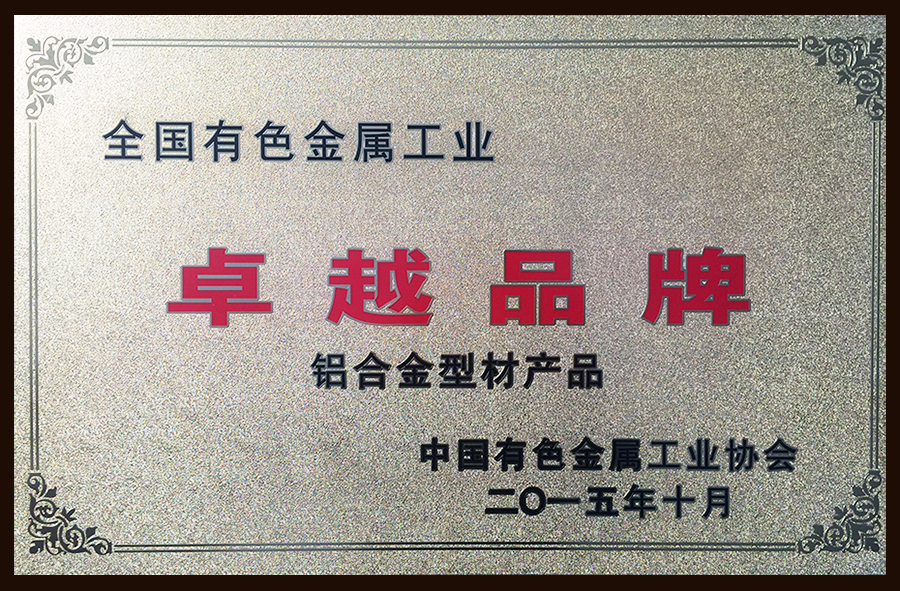 全国有色金属工业
卓越品牌
铝合金型材产品
中国有色金属工业协会
二〇一五年十月